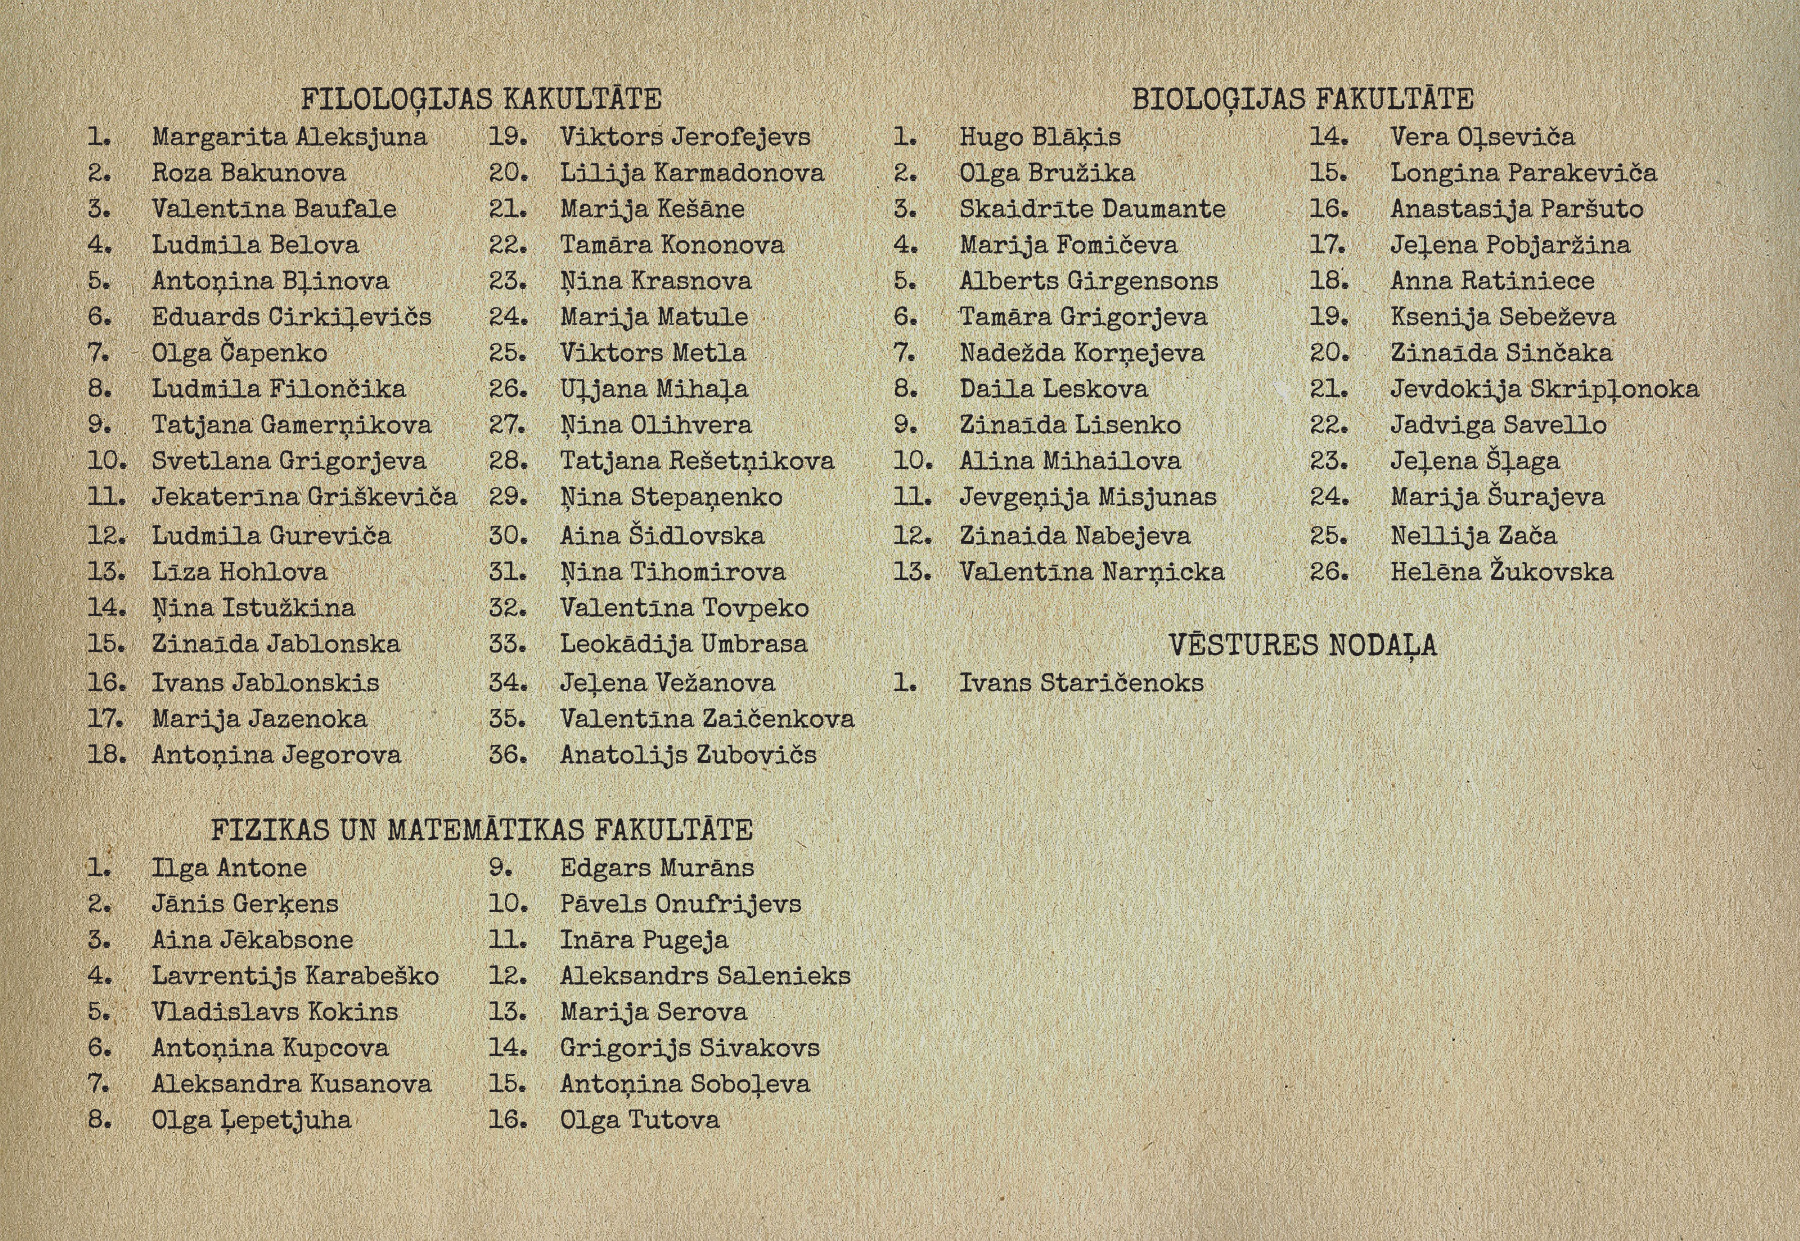 FILOLOĢIJAS KAKULTĀTE
1. Margarita Aleksjuna
2. Roza Bakunova
3. Valentīna Baufale
4. Ludmila Belova
5. Antoņina Bļinova
6. Eduards Cirkiļevičs
7. Olga Čapenko
8. Ludmila Filončika
9. Tatjana Gamerņikova
10. Svetlana Grigorjeva
11. Jekaterīna Griškeviča
12. Ludmila Gureviča
13. Līza Hohlova
14. Ņina Istužkina
15. Zinaīda Jablonska
16. Ivans Jablonskis
17. Marija Jazenoka
18. Antoņina Jegorova
19. Viktors Jerofejevs
20. Lilija Karmadonova
21. Marija Kešāne
22. Tamāra Kononova
23. Ņina Krasnova
24. Marija Matule
25. Viktors Metla
26. Uļjana Mihaļa
27. Ņina Olihvera
28. Tatjana Rešetņikova
29. Ņina Stepaņenko
30. Aina Šidlovska
31. Ņina Tihomirova
32. Valentīna Tovpeko
33. Leokādija Umbrasa
34. Jeļena Vežanova
35. Valentīna Zaičenkova
36. Anatolijs Zubovičs
FIZIKAS UN MATEMĀTIKAS FAKULTĀTE
1. Ilga Antone
2. Jānis Gerķens
3. Aina Jēkabsone
4. Lavrentijs Karabeško
5. Vladislavs Kokins
6. Antoņina Kupcova
7. Aleksandra Kusanova
8. Olga Ļepetjuha
9. Edgars Murāns
10. Pāvels Onufrijevs
11. Ināra Pugeja
12. Aleksandrs Salenieks
13. Marija Serova
14. Grigorijs Sivakovs
15. Antoņina Soboļeva
16. Olga Tutova
BIOLOĢIJAS FAKULTĀTE
1. Hugo Blāķis
2. Olga Bružika
3. Skaidrīte Daumante
4. Marija Fomičeva
5. Alberts Girgensons
6. Tamāra Grigorjeva
7. Nadežda Korņejeva
8. Daila Leskova
9. Zinaīda Lisenko
10. Alina Mihailova
11. Jevgeņija Misjunas
12. Zinaida Nabejeva
13. Valentīna Narņicka
14. Vera Oļseviča
15. Longina Parakeviča
16. Anastasija Paršuto
17. Jeļena Pobjaržina
18. Anna Ratiniece
19. Ksenija Sebeževa
20. Zinaīda Sinčaka
21. Jevdokija Skripļonoka
22. Jadviga Savello
23. Jeļena Šļaga
24. Marija Šurajeva
25. Nellija Zača
26. Helēna Žukovska
VĒSTURES NODAĻA
1. Ivans Staričenoks